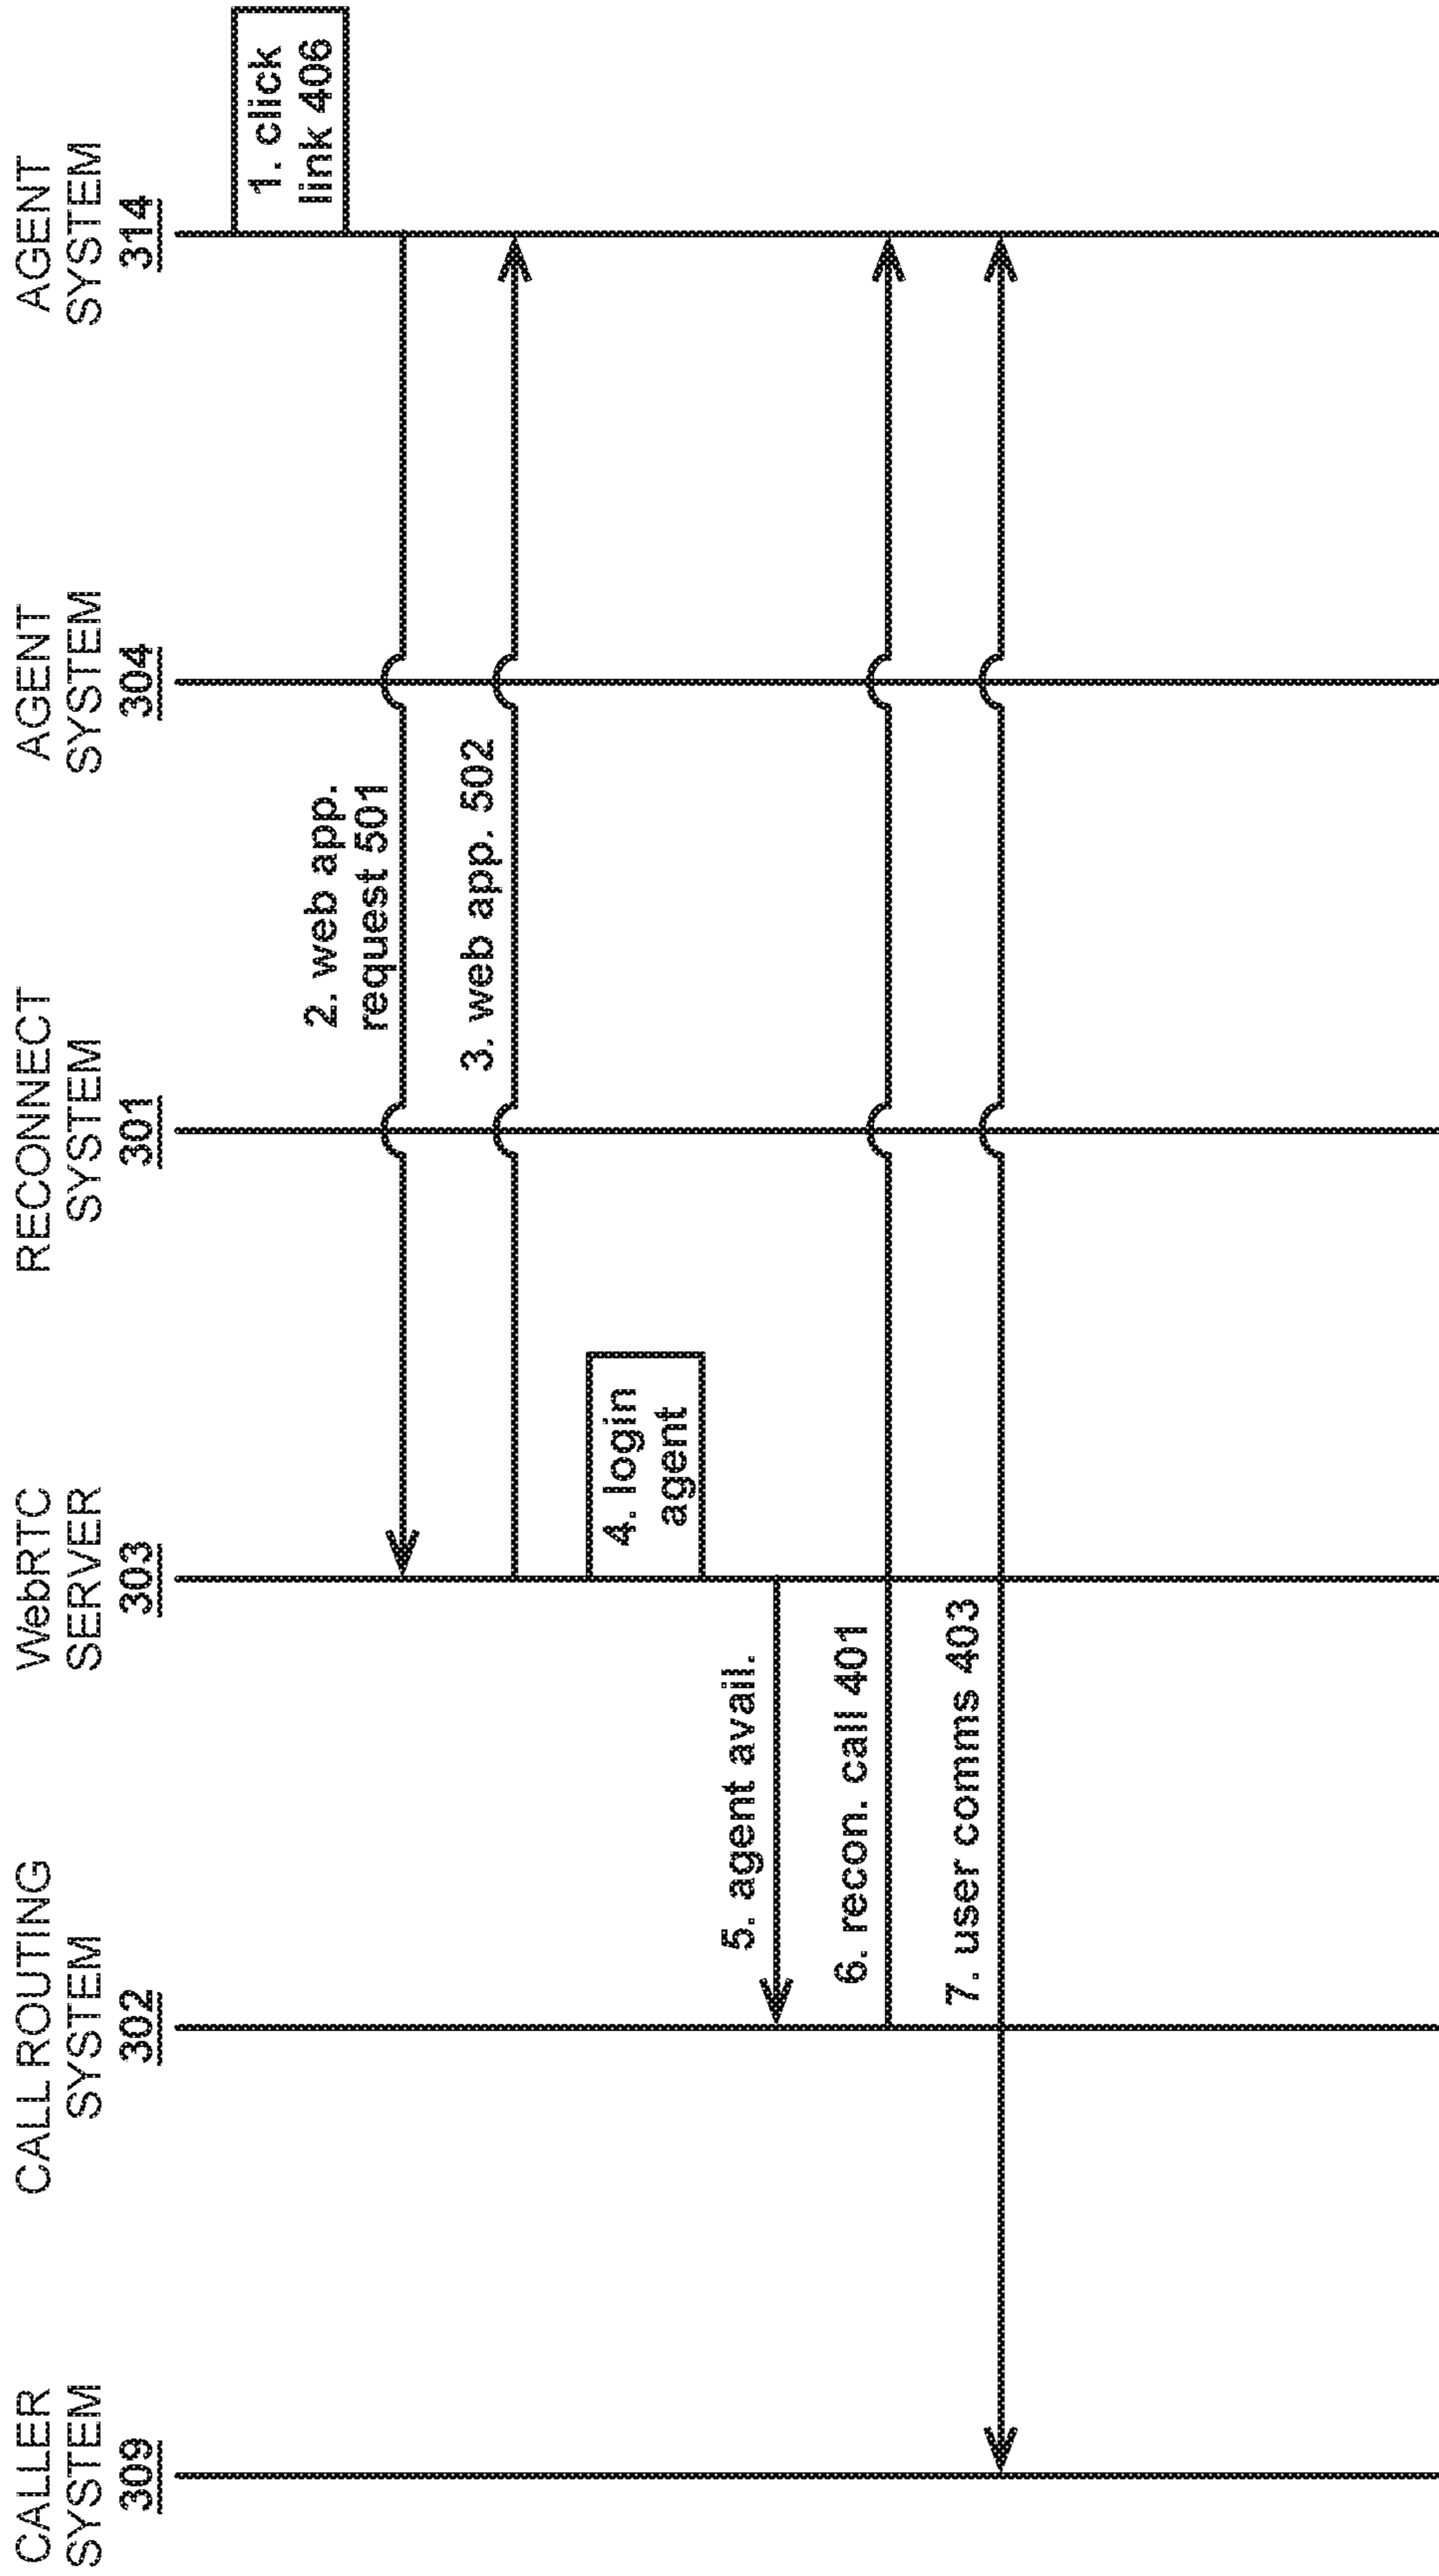 CALLER
SYSTEM
309
CALL ROUTING
SYSTEM
302
WebRTC
SERVER
303
RECONNECT
SYSTEM
301
AGENT
SYSTEM
304
AGENT
SYSTEM
314
1. click
link 406
2. web app.
request 501
3. web app. 502
4. login
agent
5. agent avail.
6. recon. call 401
7. user comms 403